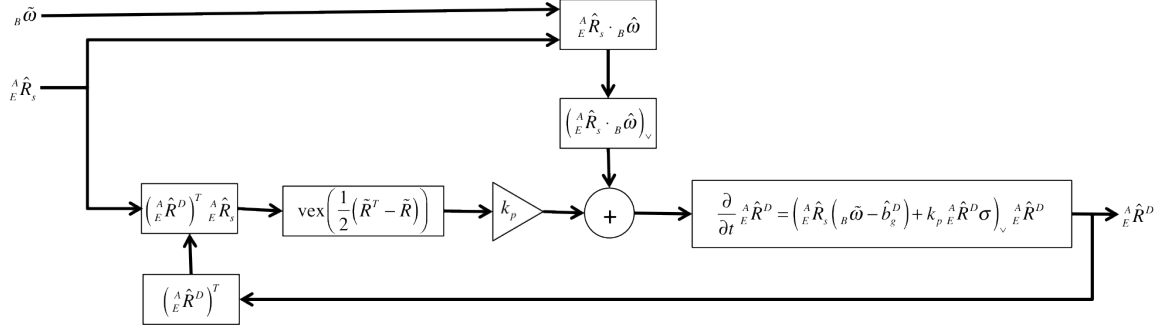 _B ω̃
^A_E R̂_s · _B ω̂
^A_E R̂_s
(^A_E R̂_s · _B ω̂)_∨
(^A_E R̂^D)^T ^A_E R̂_s
vex(1/2(R̃^T − R̃))
k_p
+
∂/∂t ^A_E R̂^D = (^A_E R̂_s(_B ω̃ − b̂_g^D) + k_p ^A_E R̂^D σ)_∨ ^A_E R̂^D
^A_E R̂^D
(^A_E R̂^D)^T